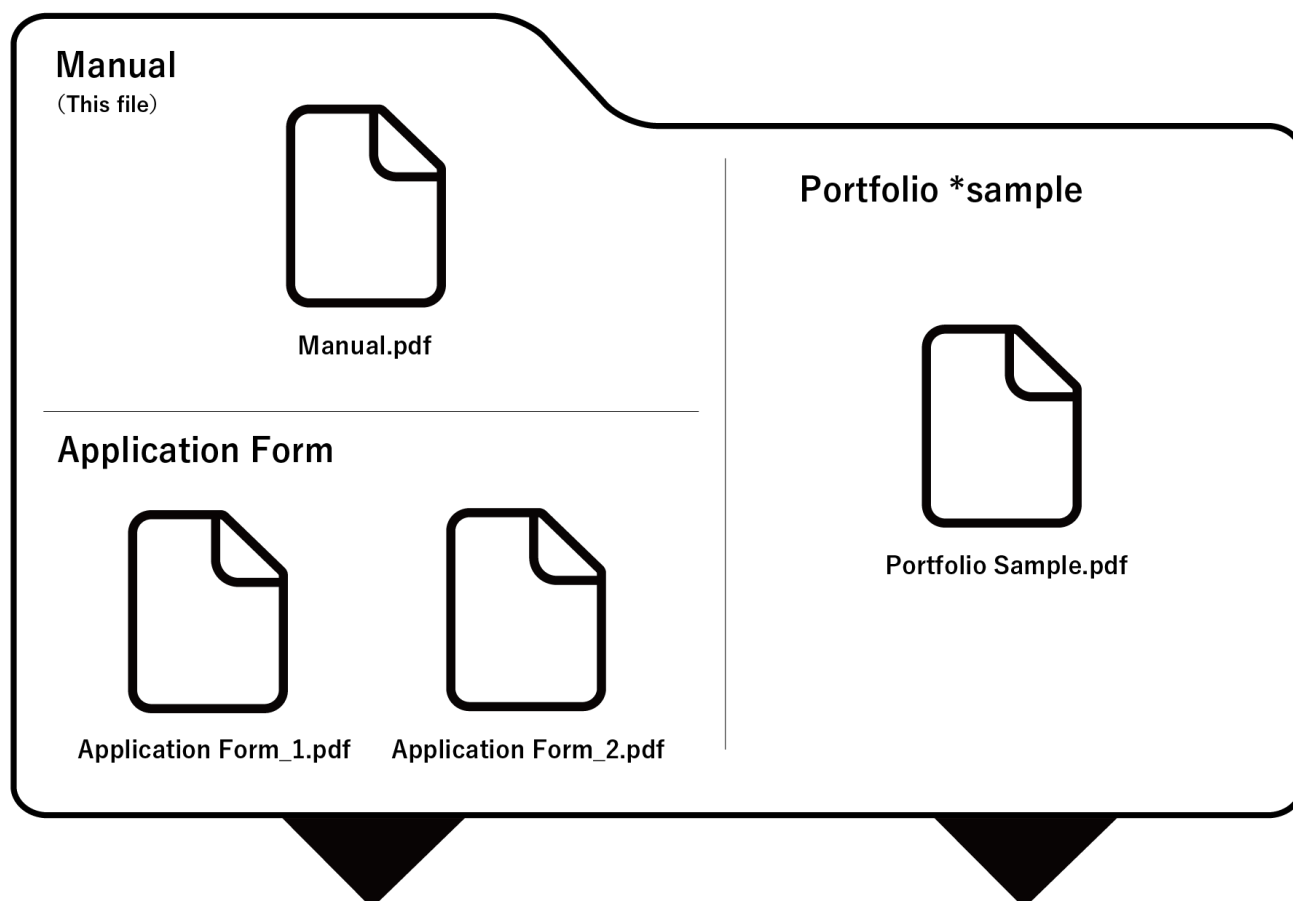 Manual
（This file）
Manual.pdf
Application Form
Application Form_1.pdf
Application Form_2.pdf
Portfolio *sample
Portfolio Sample.pdf